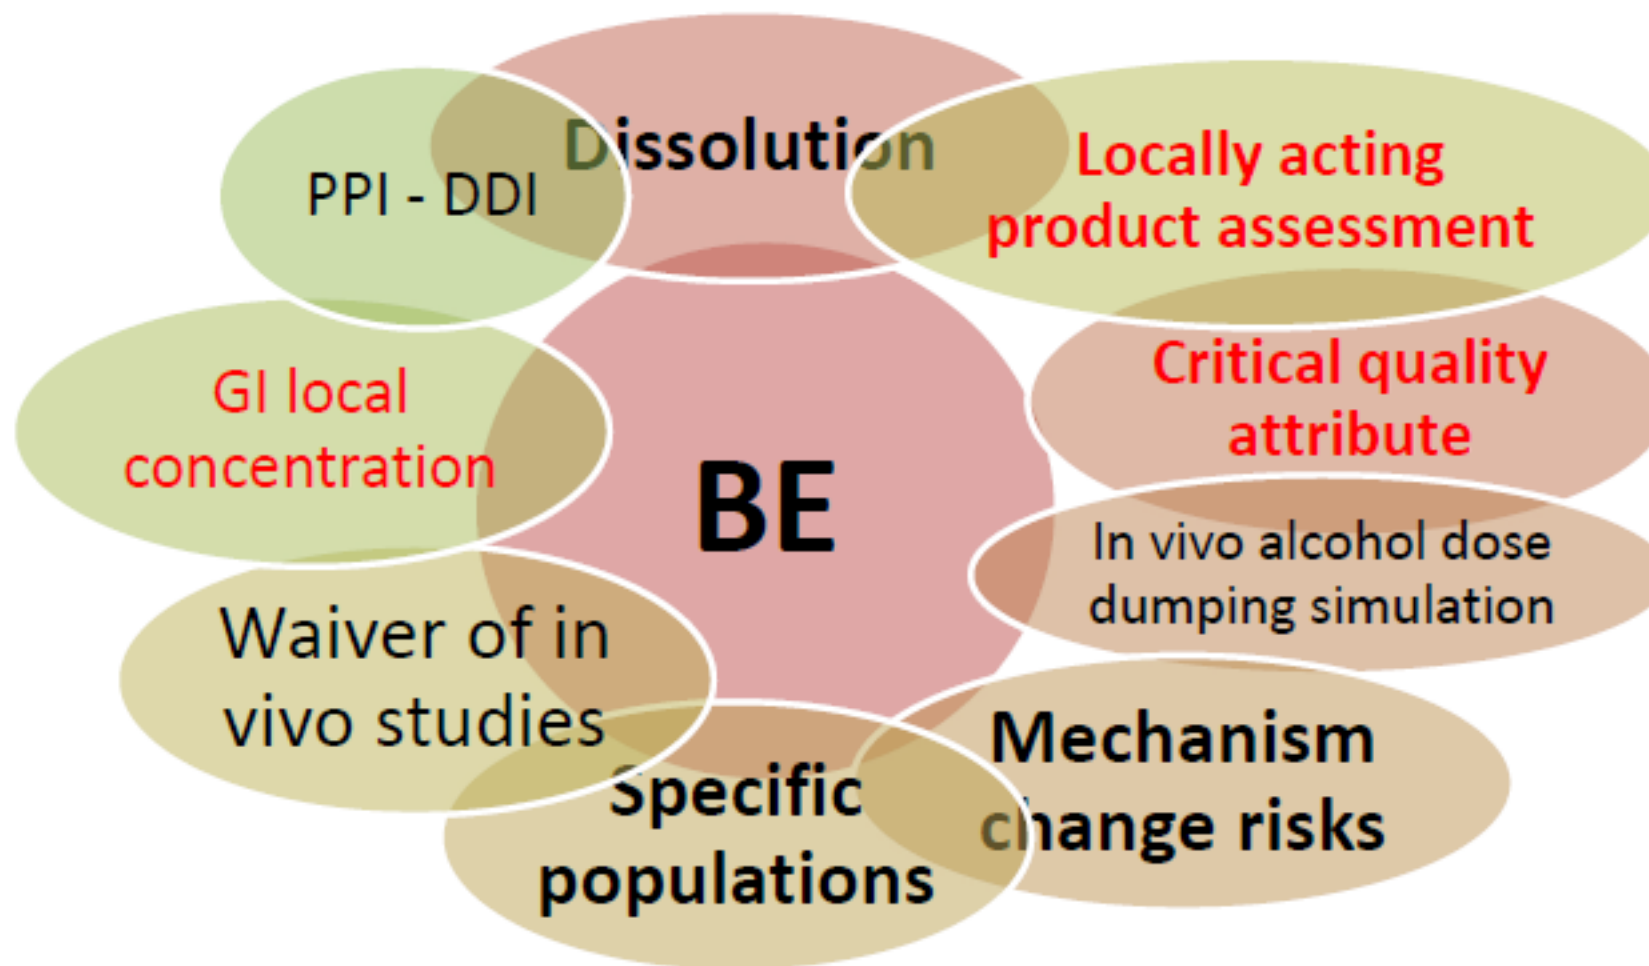 Dissolution
Locally acting
product assessment
PPI - DDI
Critical quality
attribute
GI local
concentration
BE
In vivo alcohol dose
dumping simulation
Waiver of in
vivo studies
Mechanism
change risks
Specific
populations